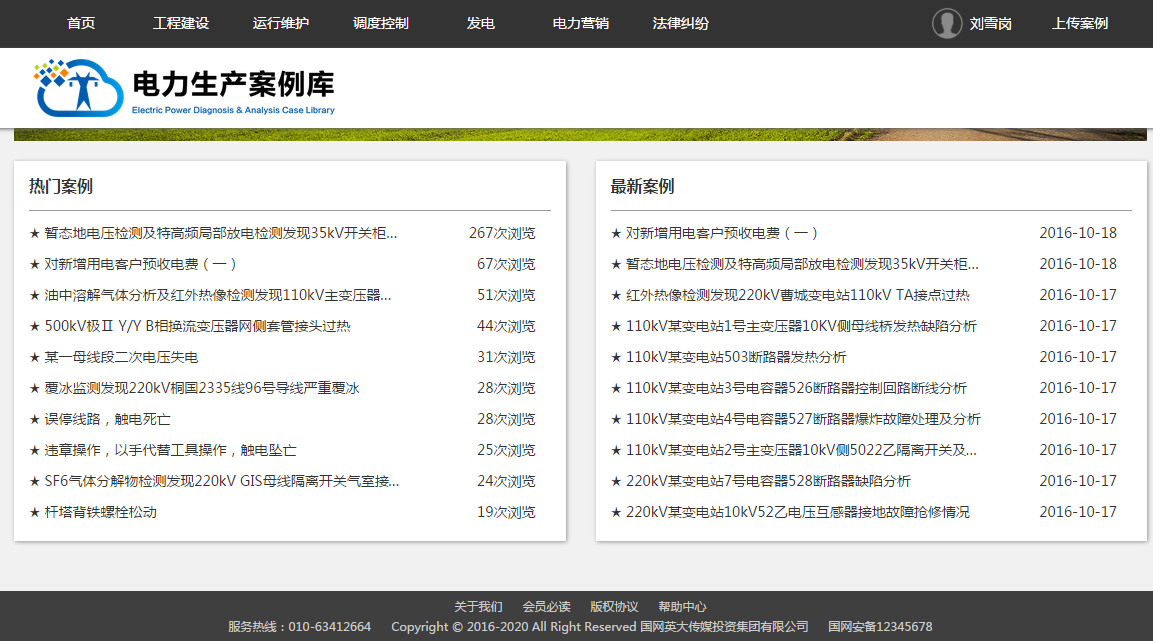 首页 工程建设 运行维护 调度控制 发电 电力营销 法律纠纷 刘雪岗 上传案例
电力生产案例库
Electric Power Diagnosis & Analysis Case Library
热门案例
★ 暂态地电压检测及特高频局部放电检测发现35kV开关柜... 267次浏览
★ 对新增用电客户预收电费（一） 67次浏览
★ 油中溶解气体分析及红外热像检测发现110kV主变压器... 51次浏览
★ 500kV极Ⅱ Y/Y B相换流变压器网侧套管接头过热 44次浏览
★ 某一母线段二次电压失电 31次浏览
★ 覆冰监测发现220kV桐国2335线96号导线严重覆冰 28次浏览
★ 误停线路，触电死亡 28次浏览
★ 违章操作，以手代替工具操作，触电坠亡 25次浏览
★ SF6气体分解物检测发现220kV GIS母线隔离开关气室接... 24次浏览
★ 杆塔背铁螺栓松动 19次浏览
最新案例
★ 对新增用电客户预收电费（一） 2016-10-18
★ 暂态地电压检测及特高频局部放电检测发现35kV开关柜... 2016-10-18
★ 红外热像检测发现220kV曹城变电站110kV TA接点过热 2016-10-17
★ 110kV某变电站1号主变压器10KV侧母线桥发热缺陷分析 2016-10-17
★ 110kV某变电站503断路器发热分析 2016-10-17
★ 110kV某变电站3号电容器526断路器控制回路断线分析 2016-10-17
★ 110kV某变电站4号电容器527断路器爆炸故障处理及分析 2016-10-17
★ 110kV某变电站2号主变压器10kV侧5022乙隔离开关及... 2016-10-17
★ 220kV某变电站7号电容器528断路器缺陷分析 2016-10-17
★ 220kV某变电站10kV52乙电压互感器接地故障抢修情况 2016-10-17
关于我们 会员必读 版权协议 帮助中心
服务热线：010-63412664 Copyright © 2016-2020 All Right Reserved 国网英大传媒投资集团有限公司 国网安备12345678